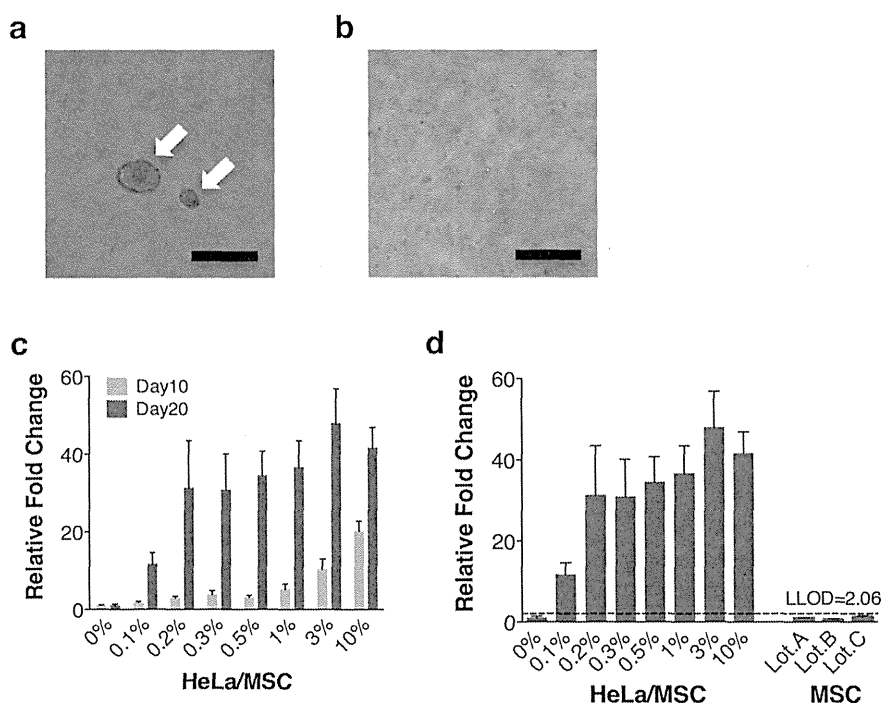 a
b
c
Relative Fold Change
60
40
20
0
Day10
Day20
0%
0.1%
0.2%
0.3%
0.5%
1%
3%
10%
HeLa/MSC
d
Relative Fold Change
60
40
20
0
LLOD=2.06
0%
0.1%
0.2%
0.3%
0.5%
1%
3%
10%
Lot.A
Lot.B
Lot.C
HeLa/MSC
MSC